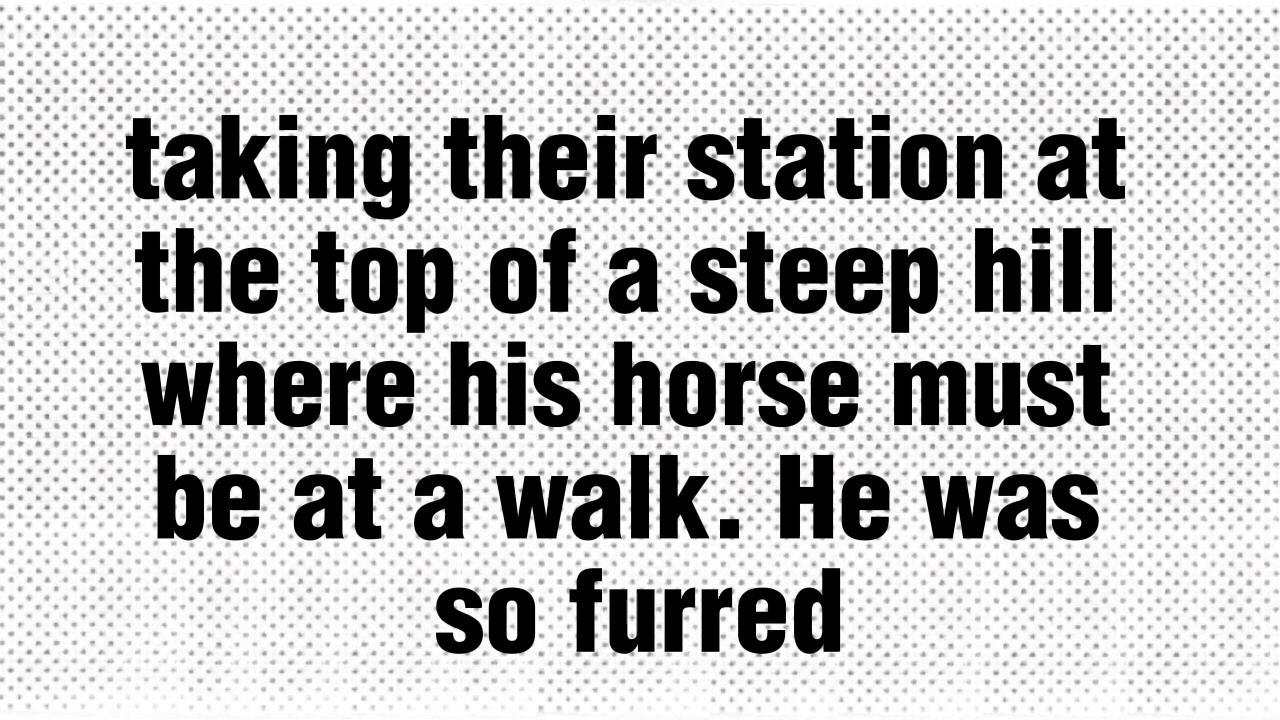 taking their station at
the top of a steep hill
where his horse must
be at a walk. He was
so furred